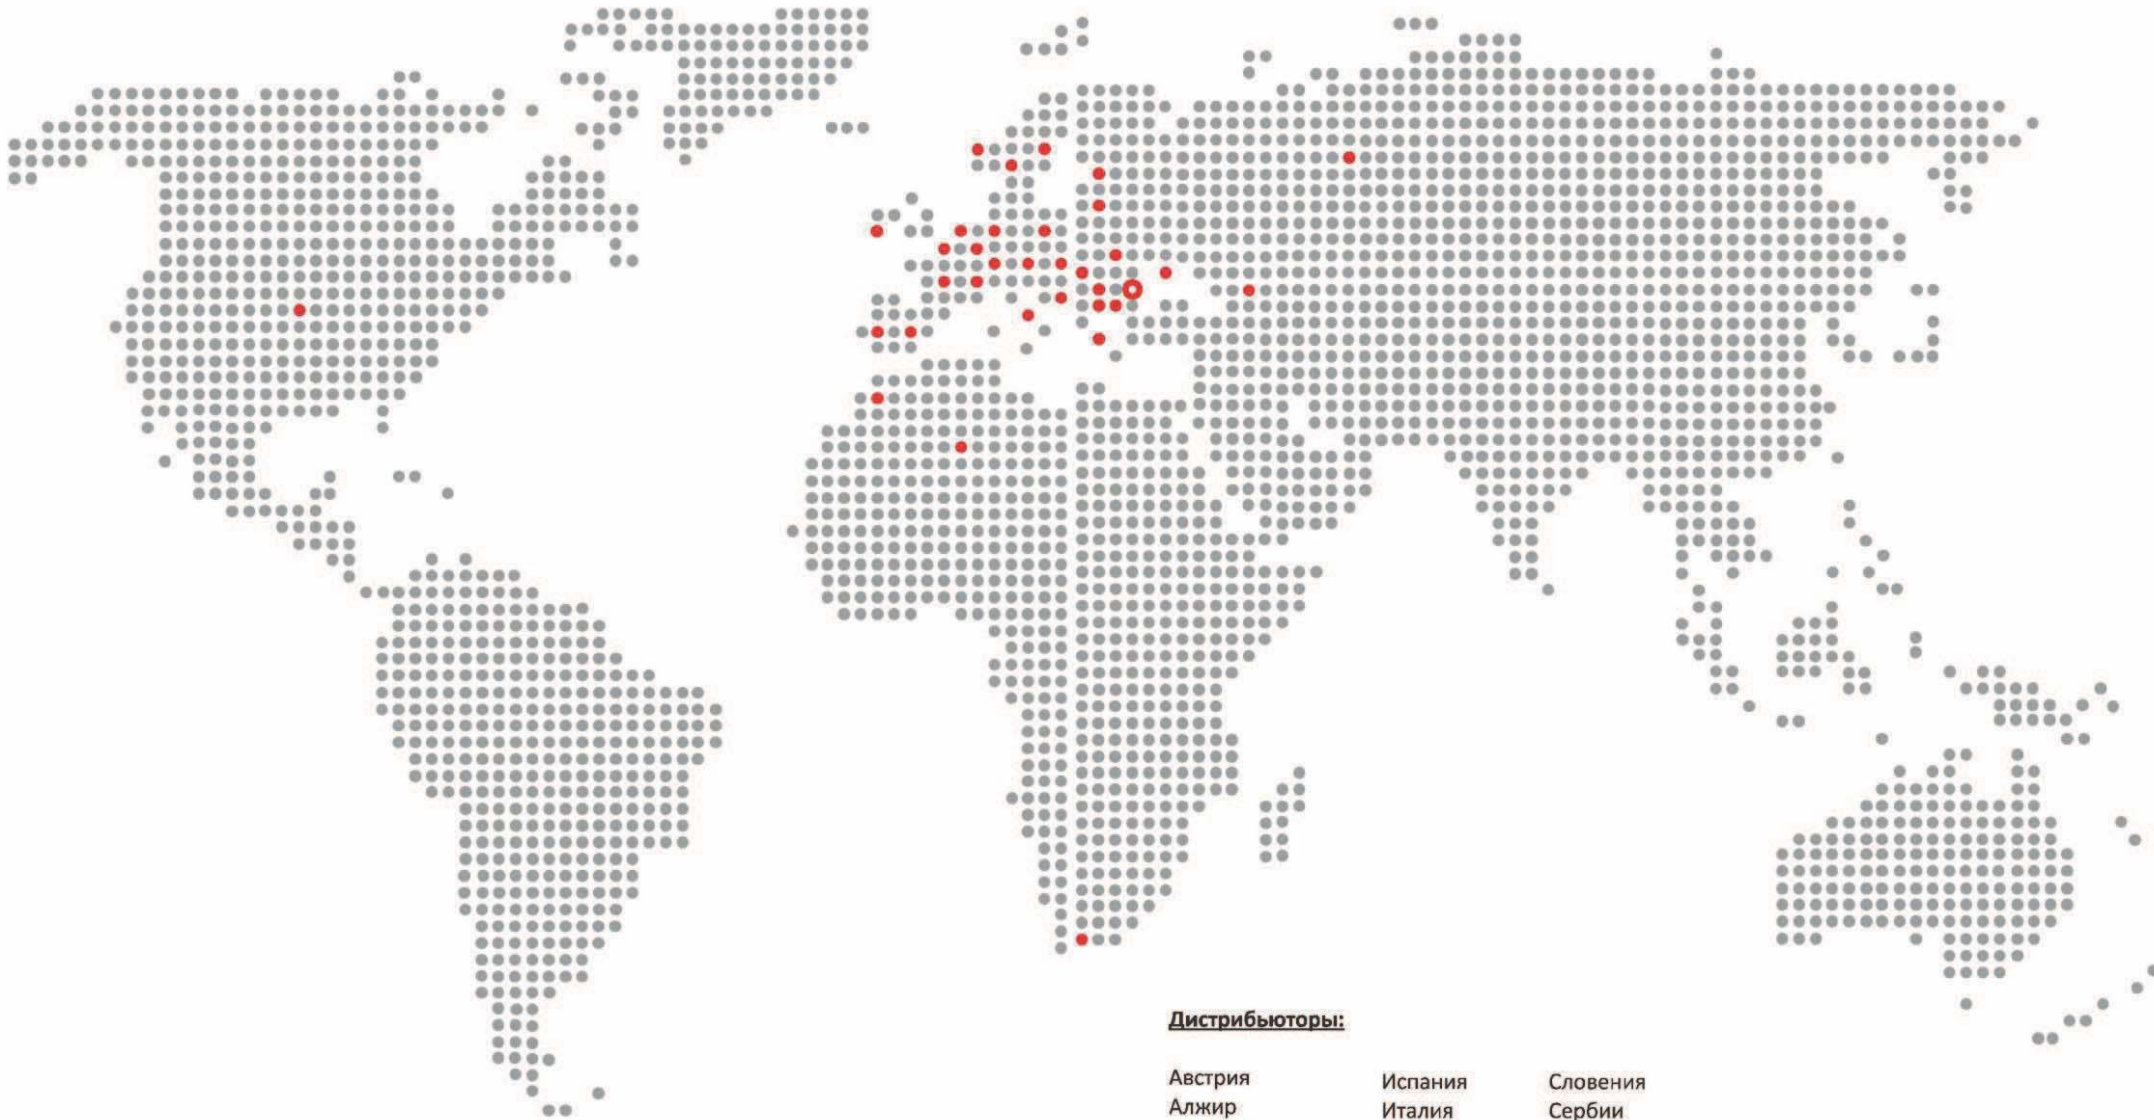 Дистрибьюторы:
Австрия Испания Словения
Алжир Италия Сербии